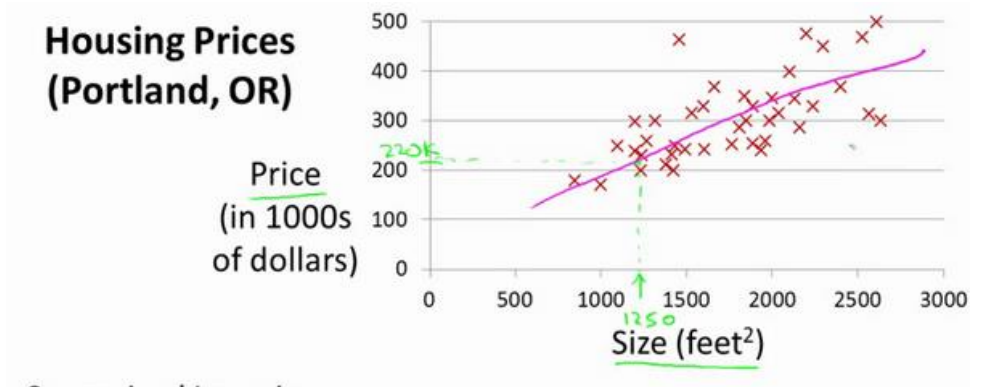 Housing Prices
(Portland, OR)
Price
(in 1000s
of dollars)
500
400
300
220K
200
100
0
0 500 1000 1500 2000 2500 3000
1250
Size (feet²)